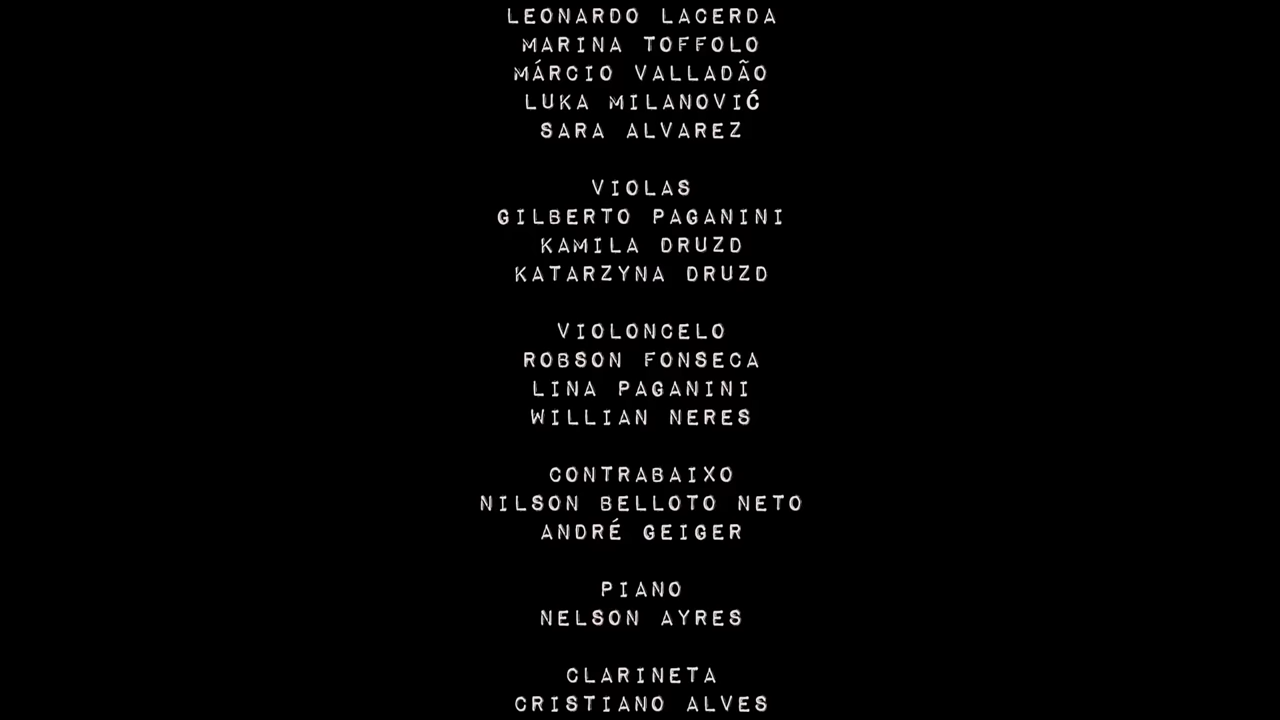 LEONARDO LACERDA
MARINA TOFFOLO
MÁRCIO VALLADÃO
LUKA MILANOVIĆ
SARA ALVAREZ
VIOLAS
GILBERTO PAGANINI
KAMILA DRUZD
KATARZYNA DRUZD
VIOLONCELO
ROBSON FONSECA
LINA PAGANINI
WILLIAN NERES
CONTRABAIXO
NILSON BELLOTO NETO
ANDRÉ GEIGER
PIANO
NELSON AYRES
CLARINETA
CRISTIANO ALVES